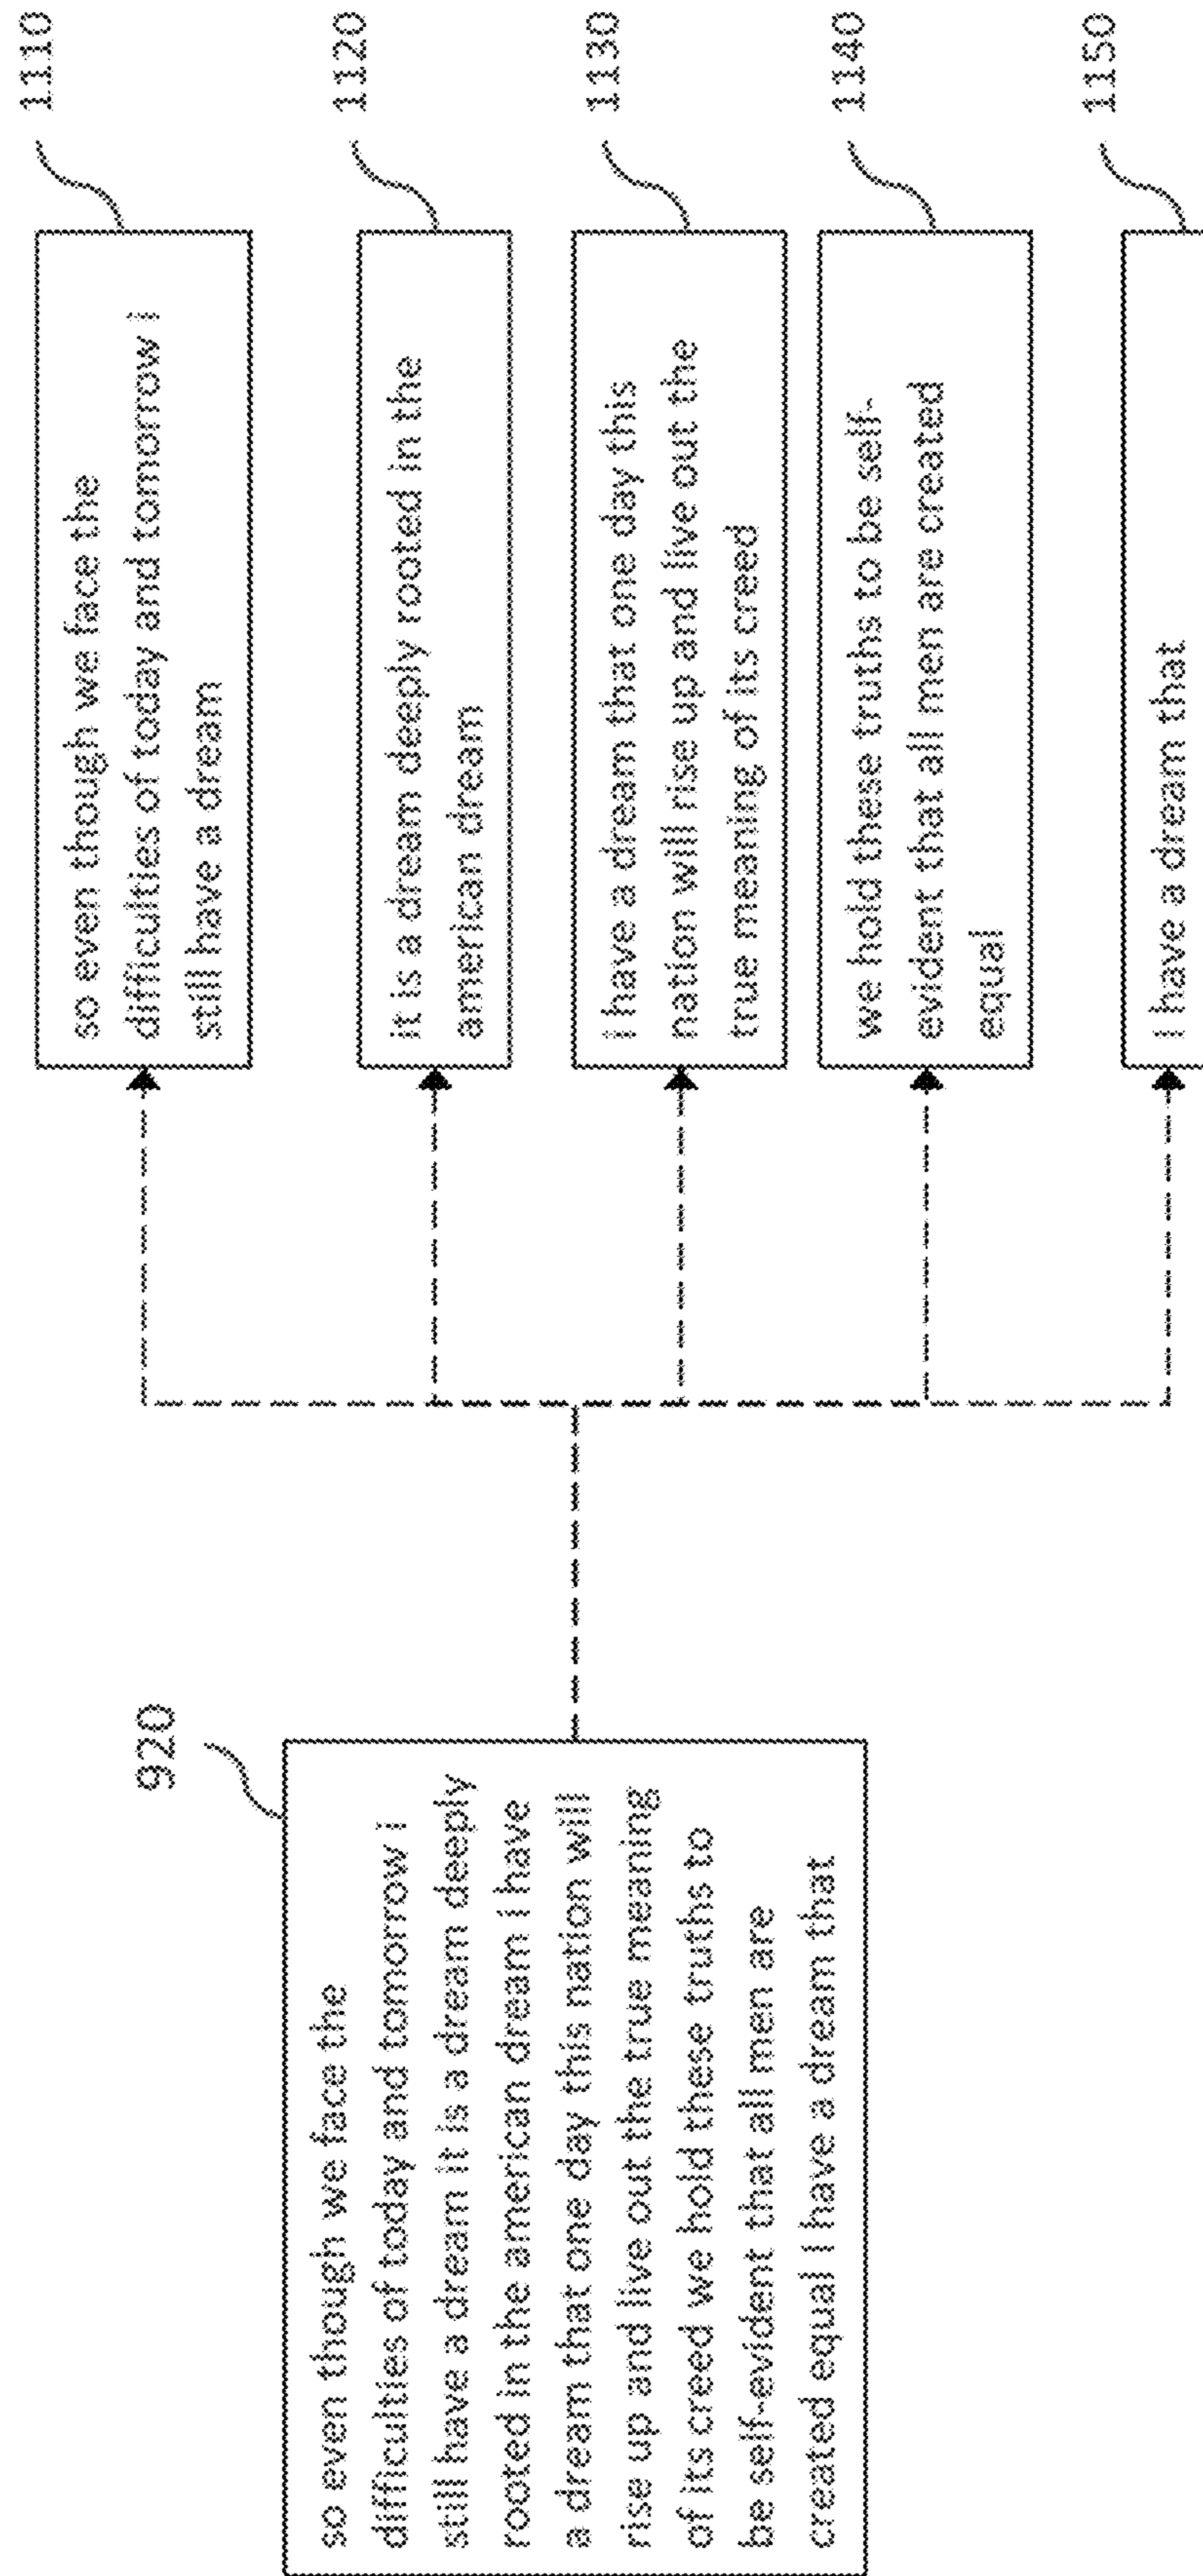 920
so even though we face the
difficulties of today and tomorrow i
still have a dream it is a dream deeply
rooted in the american dream i have
a dream that one day this nation will
rise up and live out the true meaning
of its creed we hold these truths to
be self-evident that all men are
created equal I have a dream that
1110
so even though we face the
difficulties of today and tomorrow i
still have a dream
1120
it is a dream deeply rooted in the
american dream
1130
i have a dream that one day this
nation will rise up and live out the
true meaning of its creed
1140
we hold these truths to be self-
evident that all men are created
equal
1150
i have a dream that